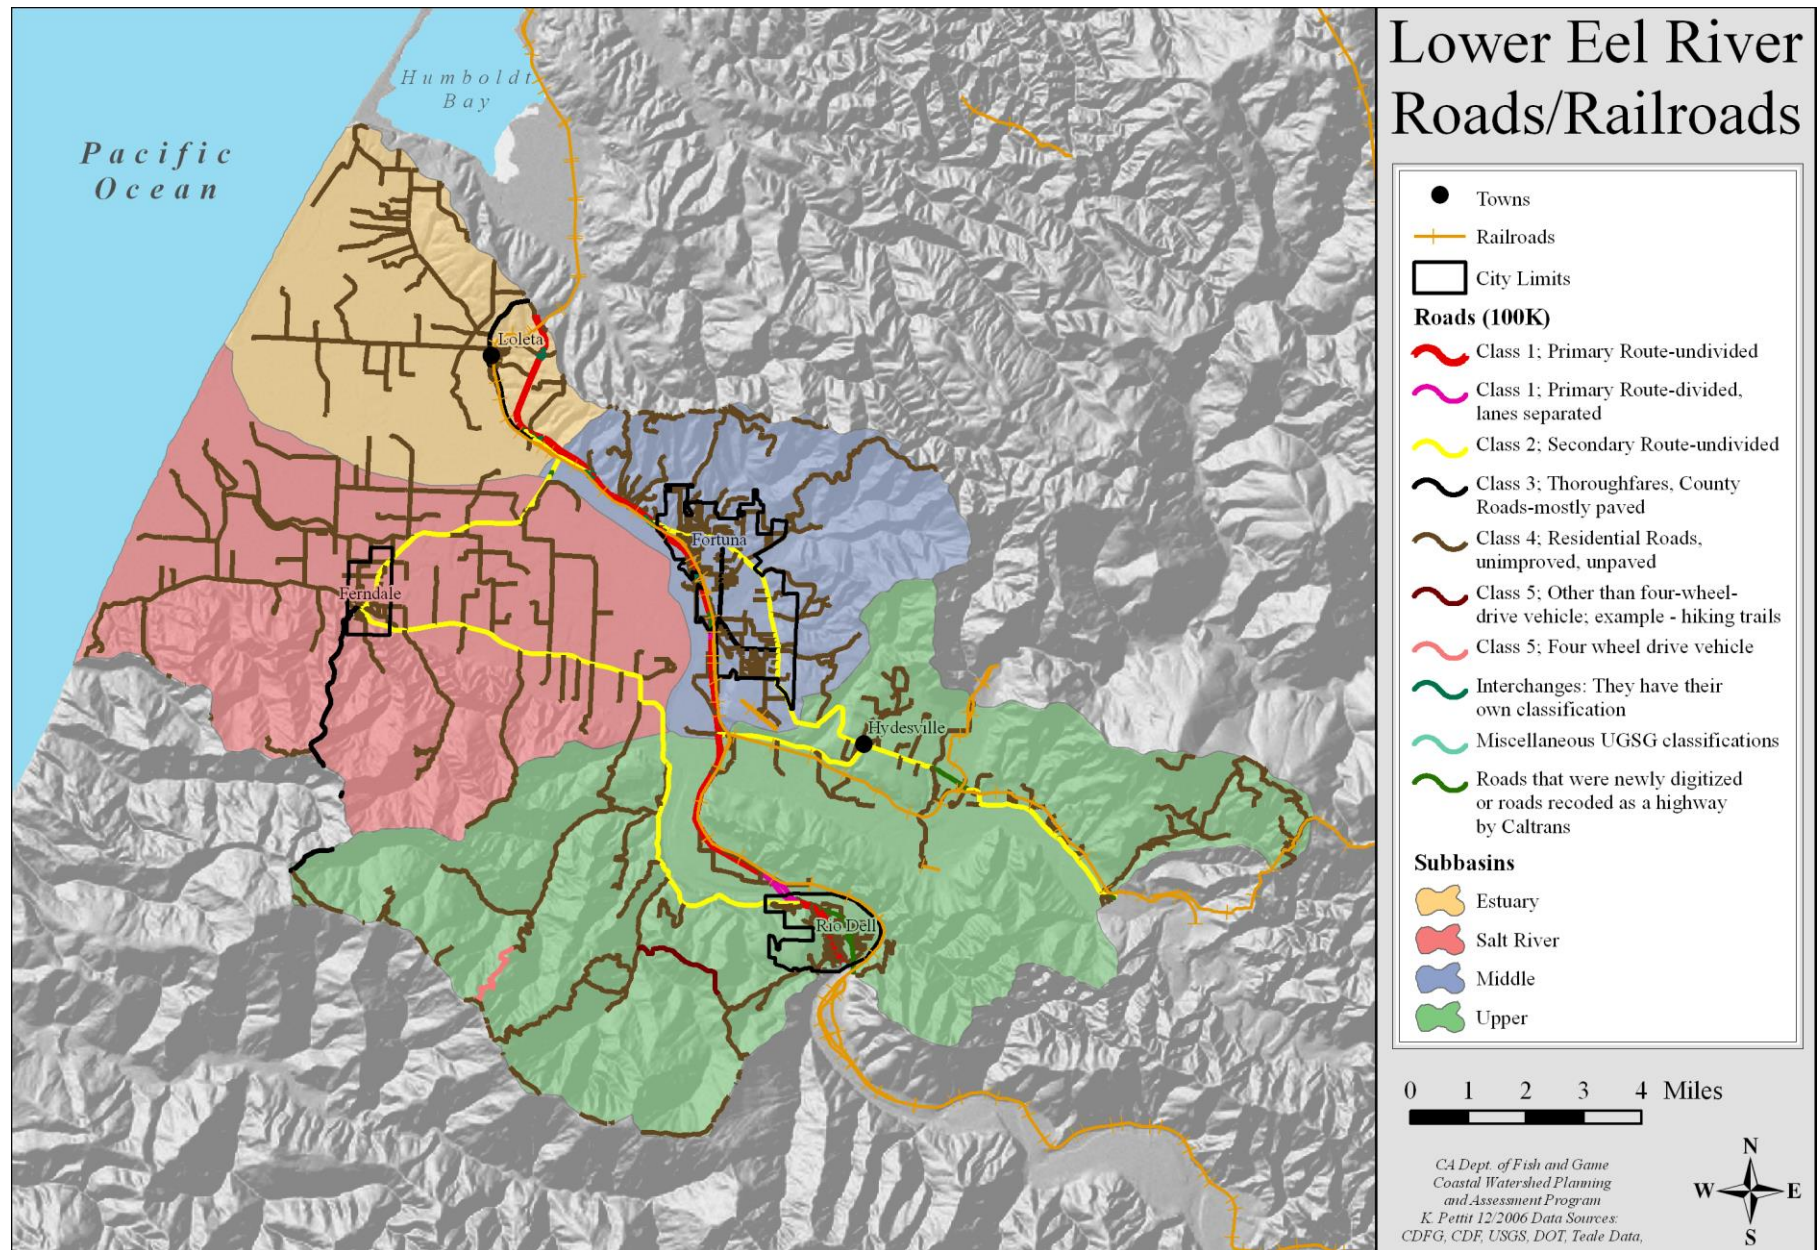 Lower Eel River
Roads/Railroads
Humboldt
Bay
Pacific
Ocean
Loleta
Fortuna
Ferndale
Hydesville
Rio Dell
Towns
Railroads
City Limits
Roads (100K)
Class 1; Primary Route-undivided
Class 1; Primary Route-divided,
lanes separated
Class 2; Secondary Route-undivided
Class 3; Thoroughfares, County
Roads-mostly paved
Class 4; Residential Roads,
unimproved, unpaved
Class 5; Other than four-wheel-
drive vehicle; example - hiking trails
Class 5; Four wheel drive vehicle
Interchanges: They have their
own classification
Miscellaneous UGSG classifications
Roads that were newly digitized
or roads recoded as a highway
by Caltrans
Subbasins
Estuary
Salt River
Middle
Upper
0 1 2 3 4 Miles
CA Dept. of Fish and Game
Coastal Watershed Planning
and Assessment Program
K. Pettit 12/2006 Data Sources:
CDFG, CDF, USGS, DOT, Teale Data,
N
W E
S